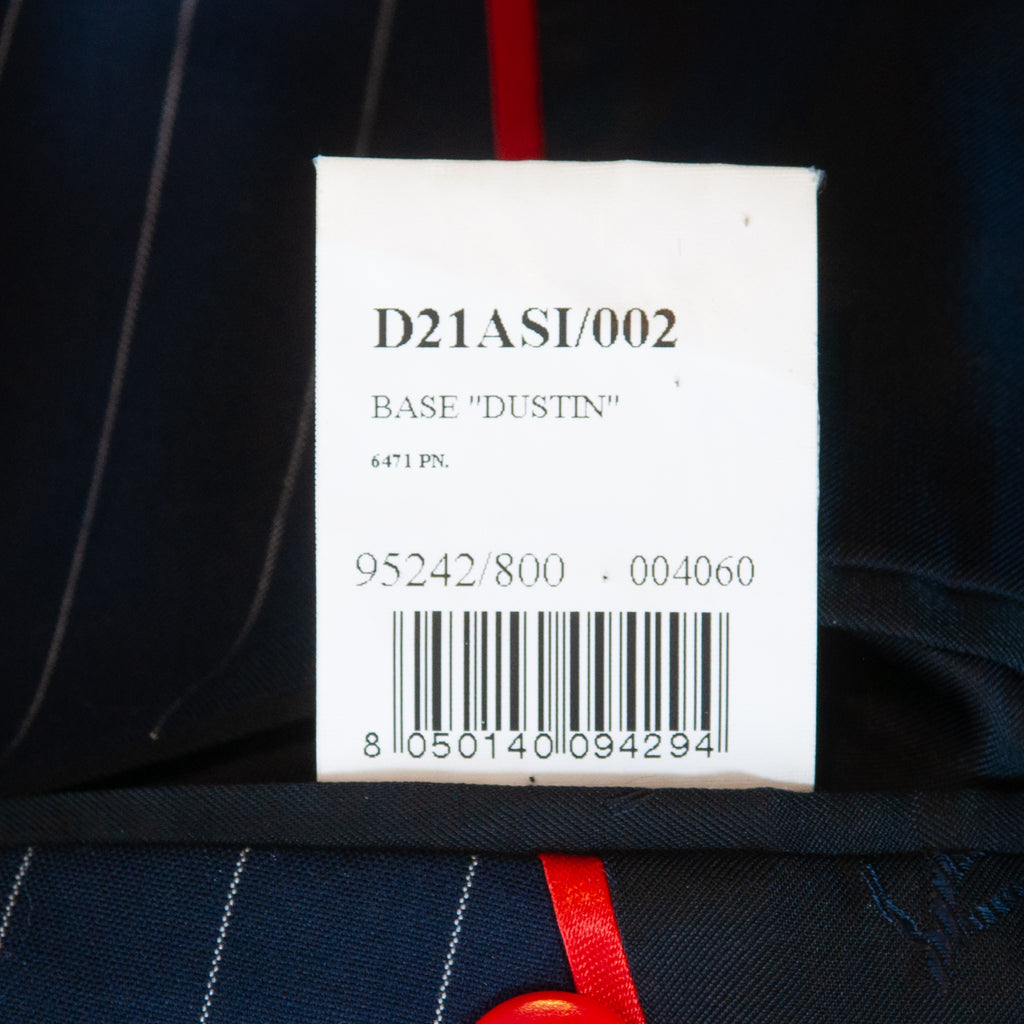 D21ASI/002
BASE "DUSTIN"
6471 PN.
95242/800 . 004060
8 050140 094294